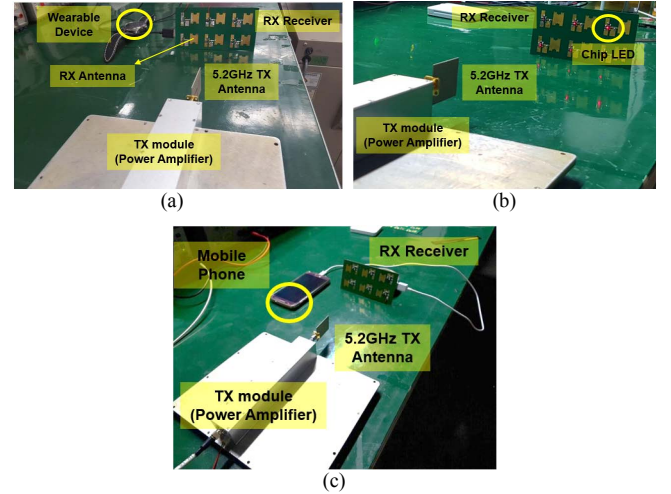 Wearable
Device
RX Receiver
RX Antenna
5.2GHz TX
Antenna
TX module
(Power Amplifier)
(a)
RX Receiver
Chip LED
5.2GHz TX
Antenna
TX module
(Power Amplifier)
(b)
Mobile
Phone
RX Receiver
5.2GHz TX
Antenna
TX module
(Power Amplifier)
(c)